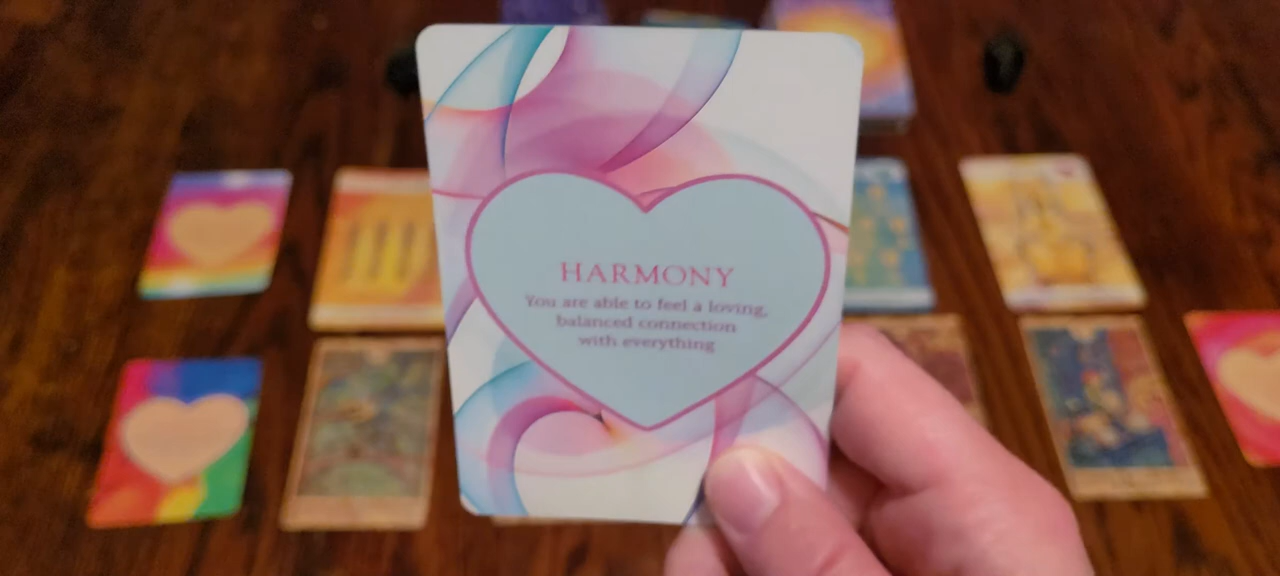 HARMONY
You are able to feel a loving,
balanced connection
with everything